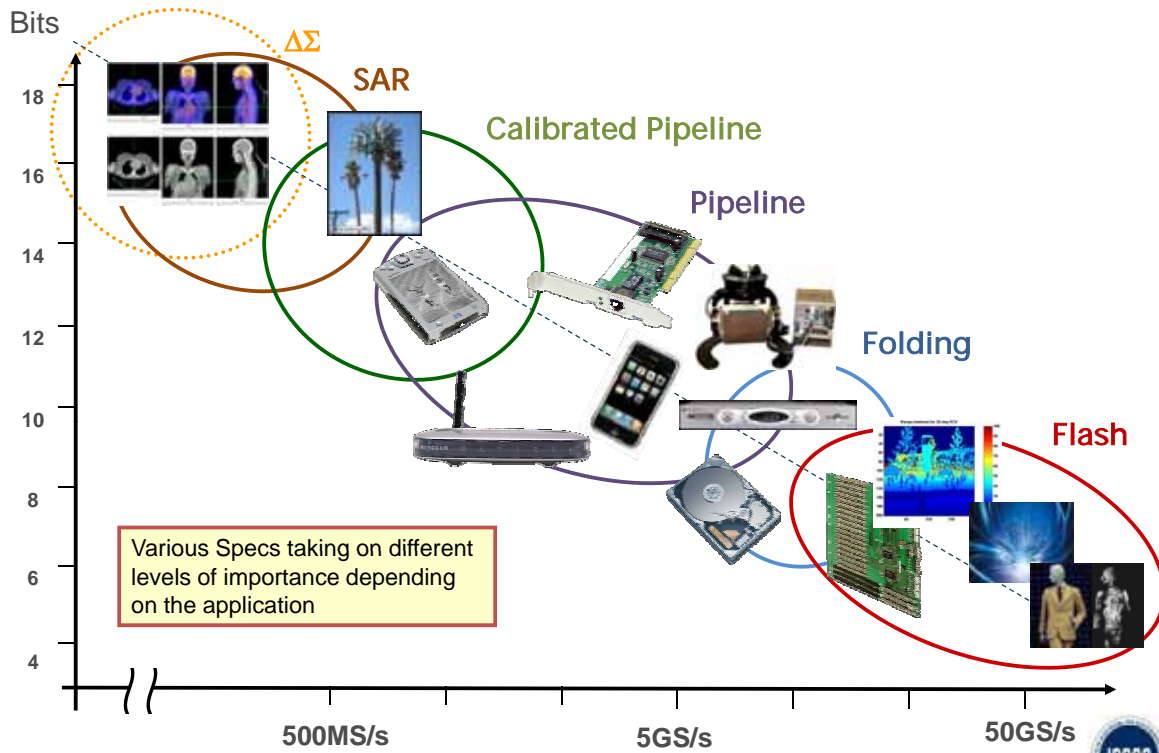 Bits
ΔΣ
SAR
18
Calibrated Pipeline
16
Pipeline
14
12
Folding
10
Flash
8
Various Specs taking on different
levels of importance depending
on the application
6
4
500MS/s
5GS/s
50GS/s